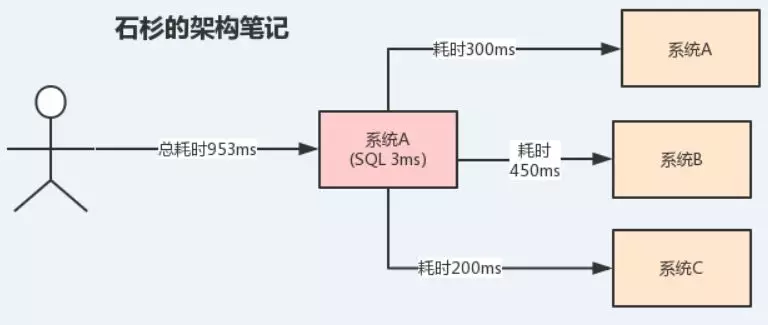 石杉的架构笔记
耗时300ms
系统A
总耗时953ms
系统A
(SQL 3ms)
耗时
450ms
系统B
耗时200ms
系统C